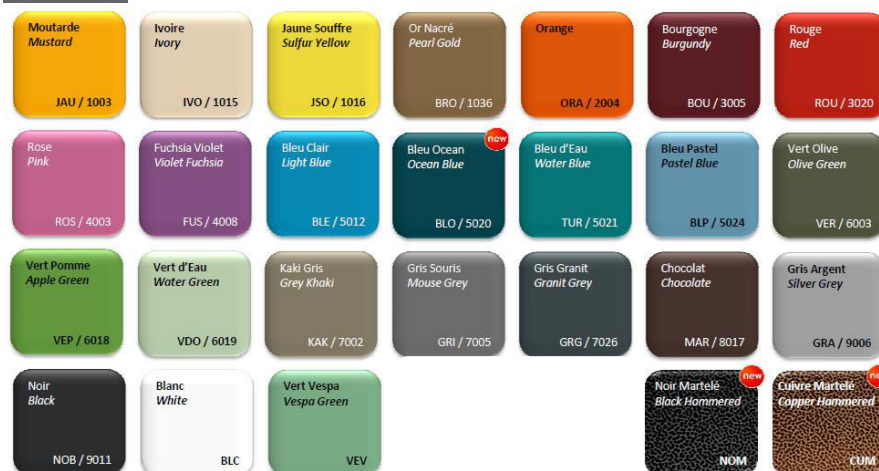 Moutarde
Mustard
JAU / 1003
Ivoire
Ivory
IVO / 1015
Jaune Souffre
Sulfur Yellow
JSO / 1016
Or Nacré
Pearl Gold
BRO / 1036
Orange
ORA / 2004
Bourgogne
Burgundy
BOU / 3005
Rouge
Red
ROU / 3020
Rose
Pink
ROS / 4003
Fuchsia Violet
Violet Fuchsia
FUS / 4008
Bleu Clair
Light Blue
BLE / 5012
new
Bleu Ocean
Ocean Blue
BLO / 5020
Bleu d'Eau
Water Blue
TUR / 5021
Bleu Pastel
Pastel Blue
BLP / 5024
Vert Olive
Olive Green
VER / 6003
Vert Pomme
Apple Green
VEP / 6018
Vert d'Eau
Water Green
VDO / 6019
Kaki Gris
Grey Khaki
KAK / 7002
Gris Souris
Mouse Grey
GRI / 7005
Gris Granit
Granit Grey
GRG / 7026
Chocolat
Chocolate
MAR / 8017
Gris Argent
Silver Grey
GRA / 9006
Noir
Black
NOB / 9011
Blanc
White
BLC
Vert Vespa
Vespa Green
VEV
new
Noir Martelé
Black Hammered
NOM
new
Cuivre Martelé
Copper Hammered
CUM